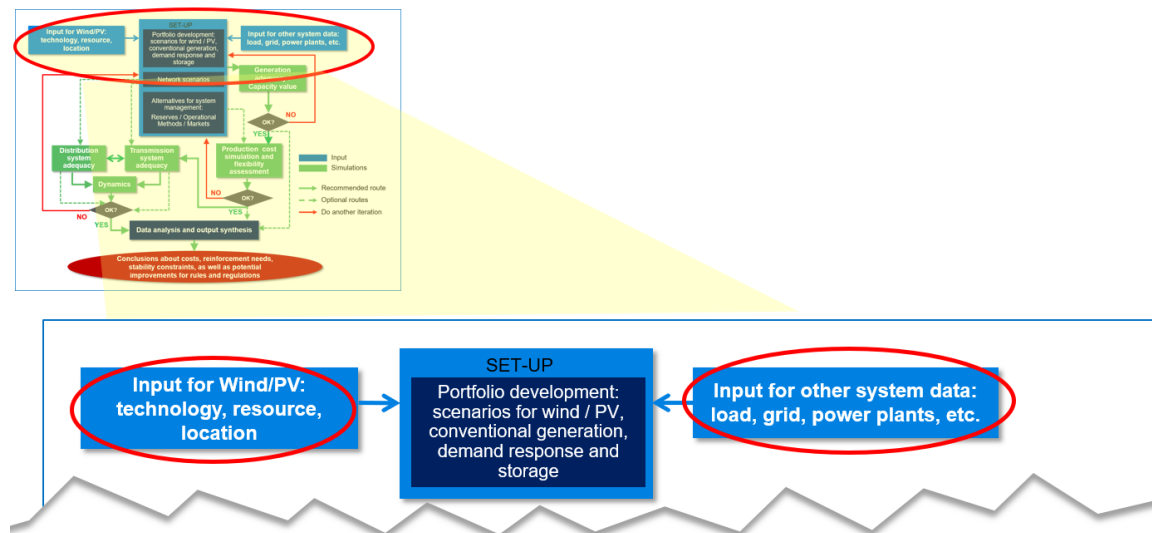 SET-UP
Input for Wind/PV:
technology, resource,
location
Portfolio development:
scenarios for wind / PV,
conventional generation,
demand response and
storage
Input for other system data:
load, grid, power plants, etc.
Network scenarios
Generation
Capacity value
Alternatives for system
management:
Reserves / Operational
Methods / Markets
NO
OK?
YES
Distribution
system
adequacy
Transmission
system
adequacy
Production cost
simulation and
flexibility
assessment
Input
Simulations
Dynamics
NO
OK?
Recommended route
Optional routes
Do another iteration
OK?
NO
YES
YES
Data analysis and output synthesis
Conclusions about costs, reinforcement needs,
stability constraints, as well as potential
improvements for rules and regulations
SET-UP
Input for Wind/PV:
technology, resource,
location
Portfolio development:
scenarios for wind / PV,
conventional generation,
demand response and
storage
Input for other system data:
load, grid, power plants, etc.